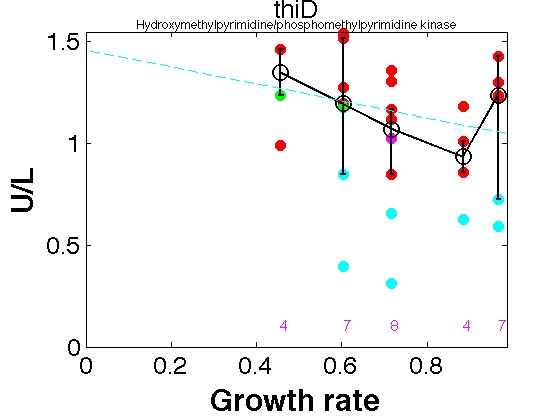 thiD
Hydroxymethylpyrimidine/phosphomethylpyrimidine kinase
1.5
1
0.5
0
U/L
4 7 8 4 7
0 0.2 0.4 0.6 0.8
Growth rate